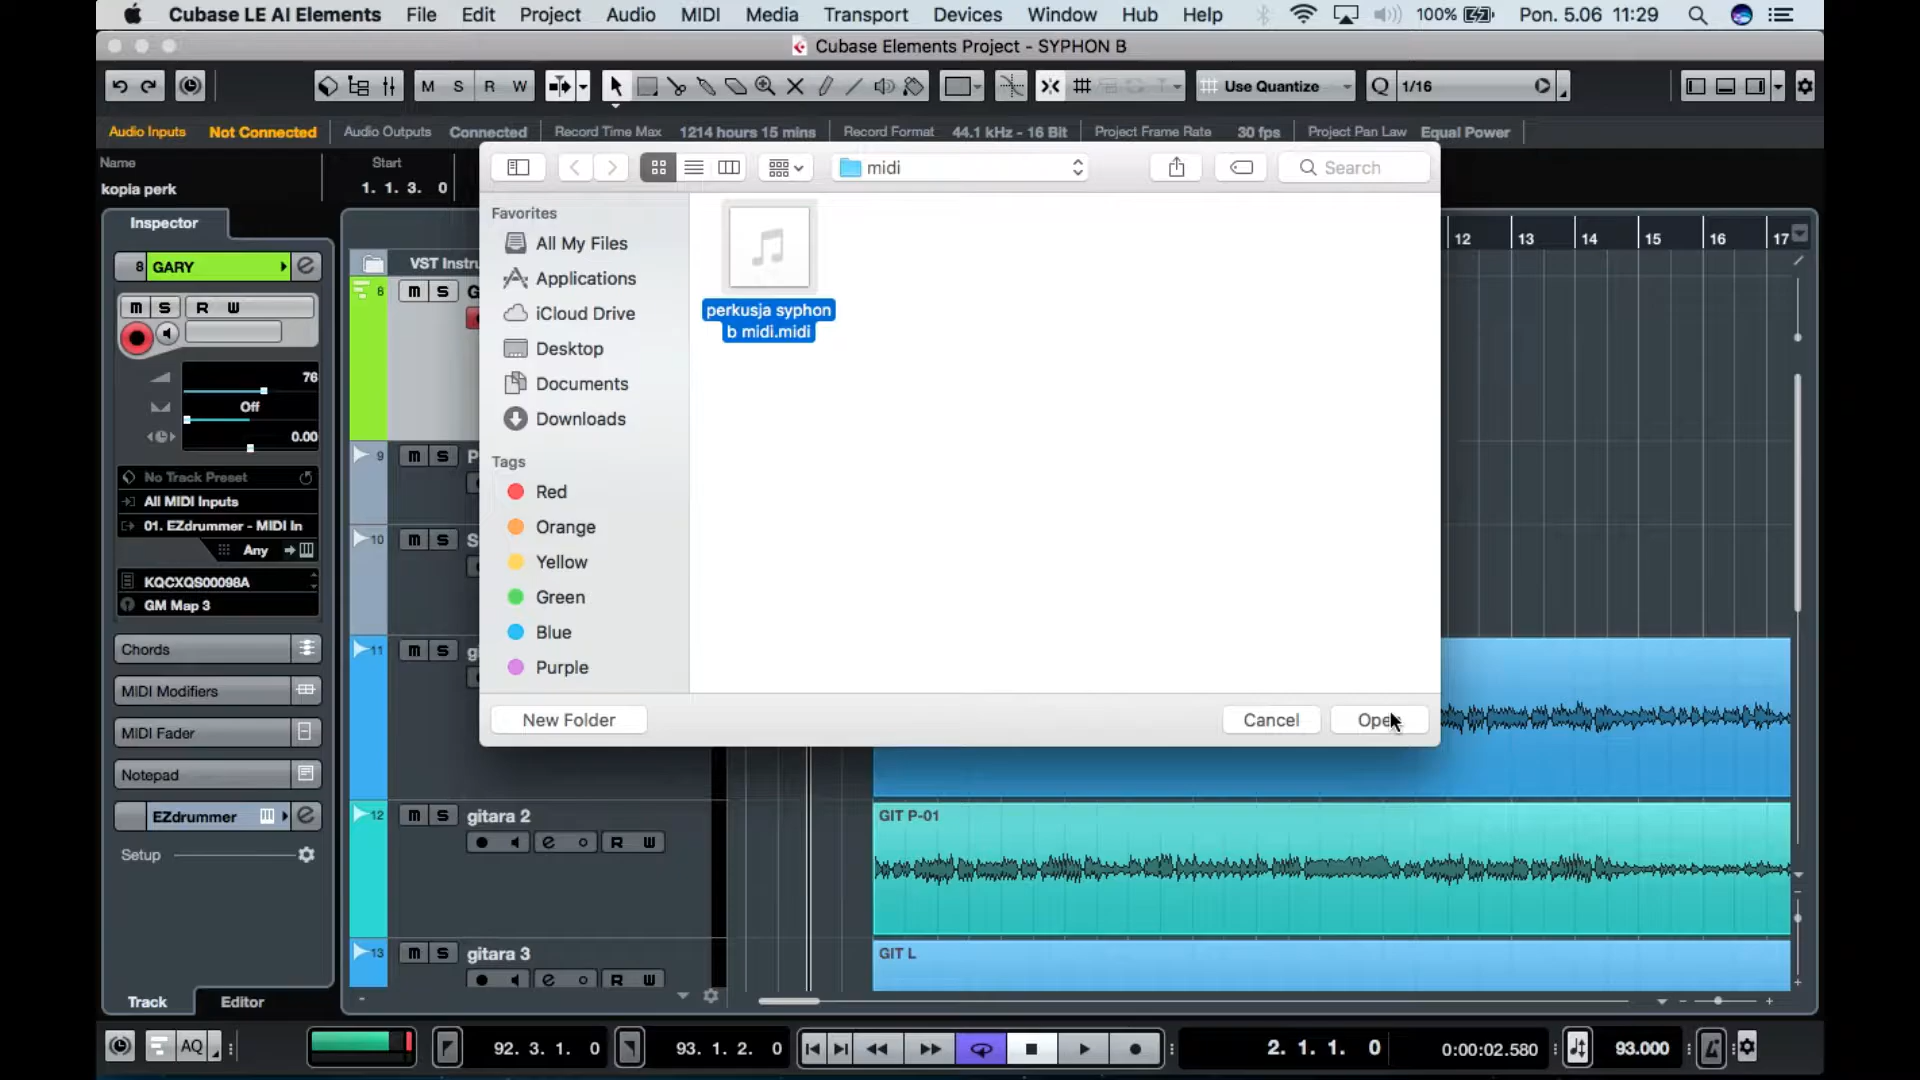 Cubase LE AI Elements File Edit Project Audio MIDI Media Transport Devices Window Hub Help 100% Pon. 5.06 11:29
Cubase Elements Project - SYPHON B
M S R W Use Quantize Q 1/16
Audio Inputs Not Connected Audio Outputs Connected Record Time Max 1214 hours 15 mins Record Format 44.1 kHz - 16 Bit Project Frame Rate 30 fps Project Pan Law Equal Power
Name Start
kopia perk 1. 1. 3. 0
midi
Search
Inspector
8 GARY
M S R W
76
Off
0.00
No Track Preset
All MIDI Inputs
01. EZdrummer - MIDI In
Any
KQCXQS00098A
GM Map 3
Chords
MIDI Modifiers
MIDI Fader
Notepad
EZdrummer
Setup
Track Editor
VST Instru
8 m S G
9 m S P
10 m S S
11 m S g
12 m S gitara 2
R W
13 m S gitara 3
R W
Favorites
All My Files
Applications
iCloud Drive
Desktop
Documents
Downloads
Tags
Red
Orange
Yellow
Green
Blue
Purple
perkusja syphon
b midi.midi
New Folder Cancel Ope
12 13 14 15 16 17
GIT P-01
GIT L
AQ 92. 3. 1. 0 93. 1. 2. 0 2. 1. 1. 0 0:00:02.580 93.000